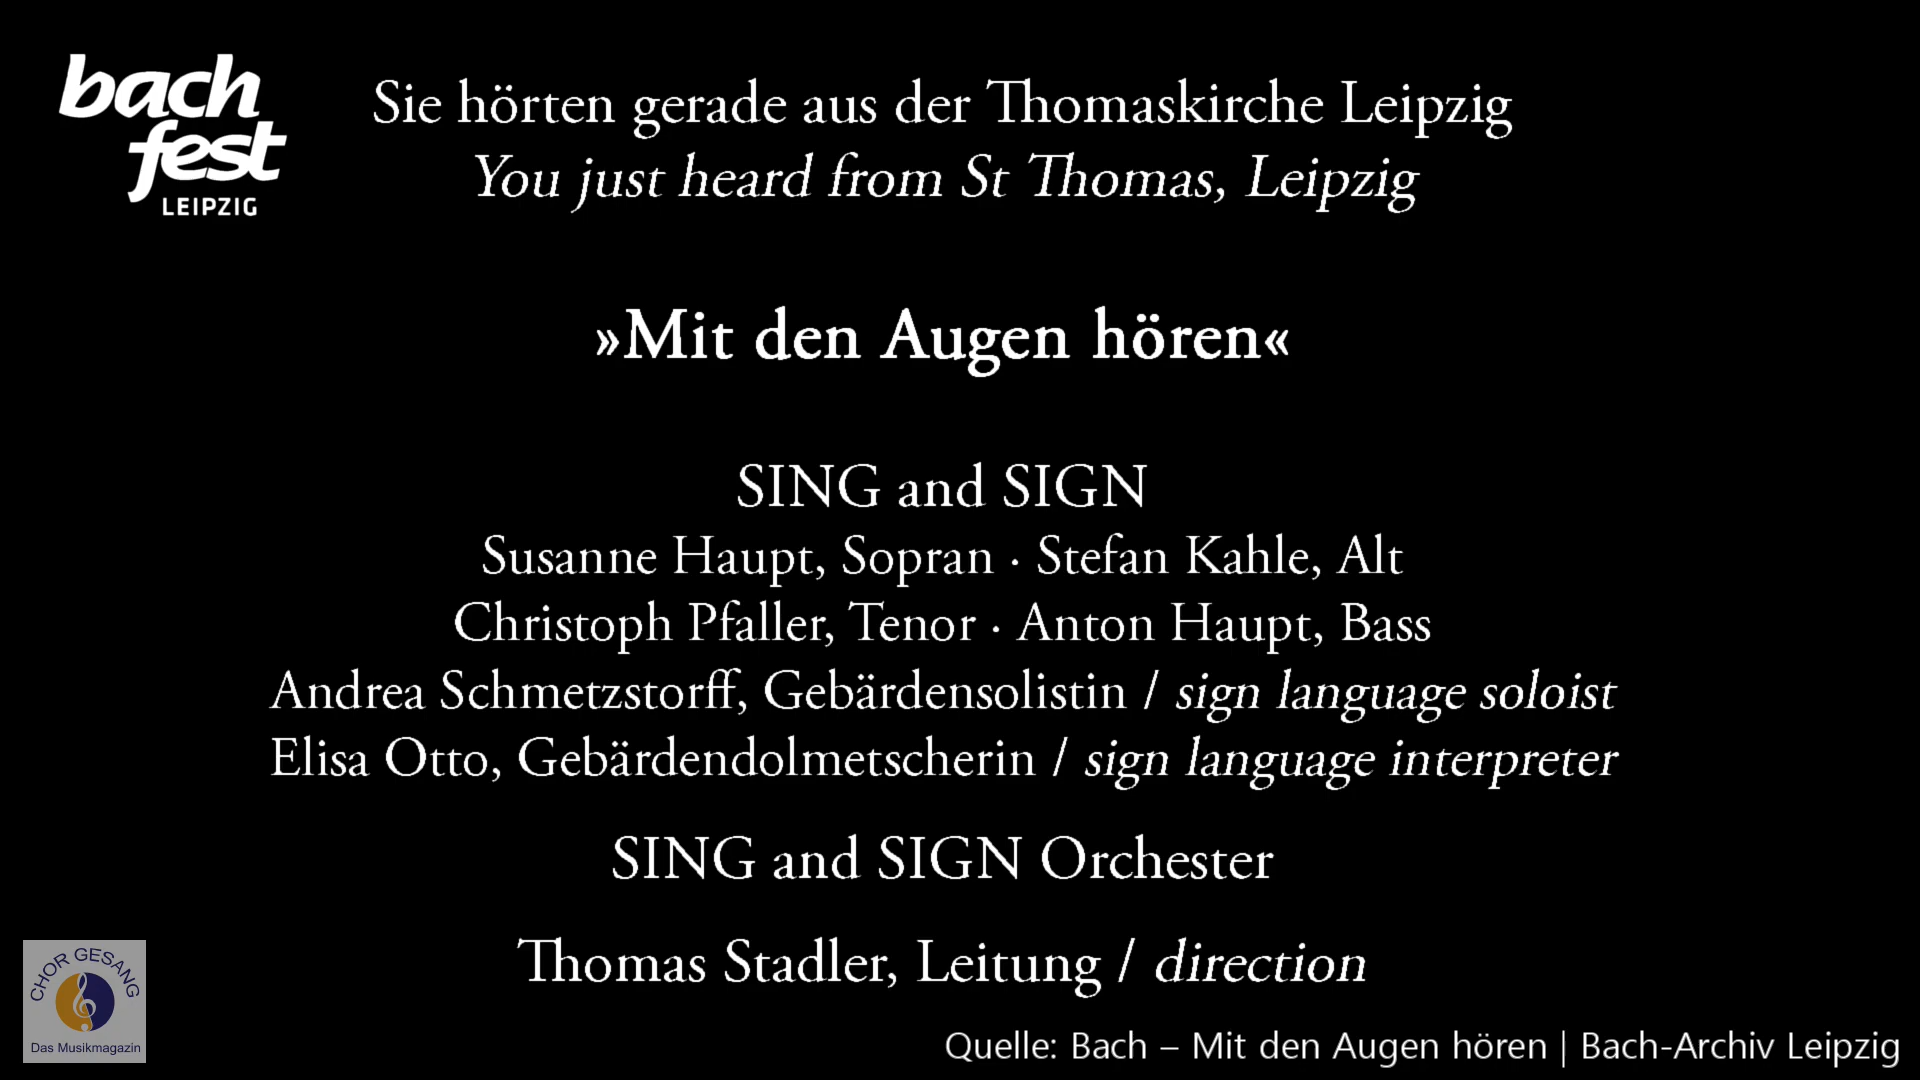 bach
fest
LEIPZIG
Sie hörten gerade aus der Thomaskirche Leipzig
You just heard from St Thomas, Leipzig
»Mit den Augen hören«
SING and SIGN
Susanne Haupt, Sopran · Stefan Kahle, Alt
Christoph Pfaller, Tenor · Anton Haupt, Bass
Andrea Schmetzstorff, Gebärdensolistin / sign language soloist
Elisa Otto, Gebärdendolmetscherin / sign language interpreter
SING and SIGN Orchester
Thomas Stadler, Leitung / direction
CHOR GESANG
Das Musikmagazin
Quelle: Bach – Mit den Augen hören | Bach-Archiv Leipzig